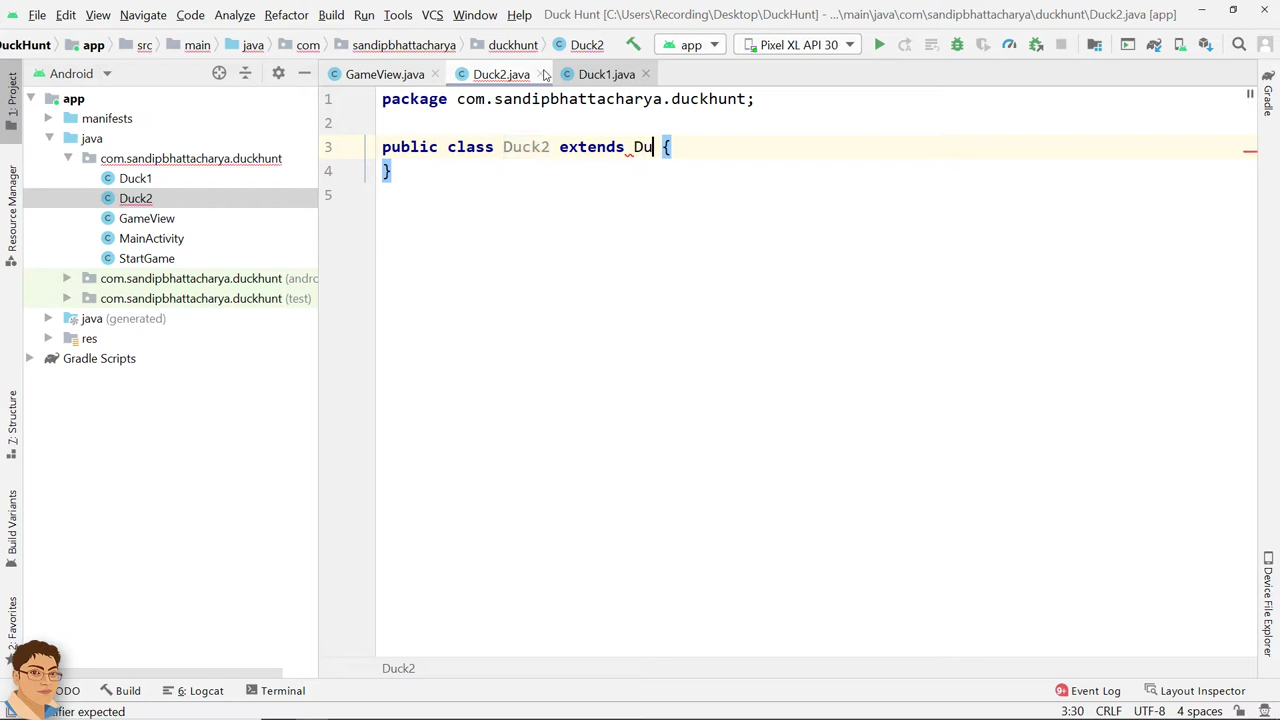 File Edit View Navigate Code Analyze Refactor Build Run Tools VCS Window Help Duck Hunt [C:\Users\Recording\Desktop\DuckHunt] - ...\main\java\com\sandipbhattacharya\duckhunt\Duck2.java [app]
DuckHunt app src main java com sandipbhattacharya duckhunt Duck2 app Pixel XL API 30
Android GameView.java Duck2.java Duck1.java
1: Project
Resource Manager
7: Structure
Build Variants
2: Favorites
app
manifests
java
com.sandipbhattacharya.duckhunt
Duck1
Duck2
GameView
MainActivity
StartGame
com.sandipbhattacharya.duckhunt (andro
com.sandipbhattacharya.duckhunt (test)
java (generated)
res
Gradle Scripts
1 package com.sandipbhattacharya.duckhunt;
2
3 public class Duck2 extends Du {
4 }
5
Gradle
Device File Explorer
Duck2
ODO Build 6: Logcat Terminal Event Log Layout Inspector
ifier expected 3:30 CRLF UTF-8 4 spaces